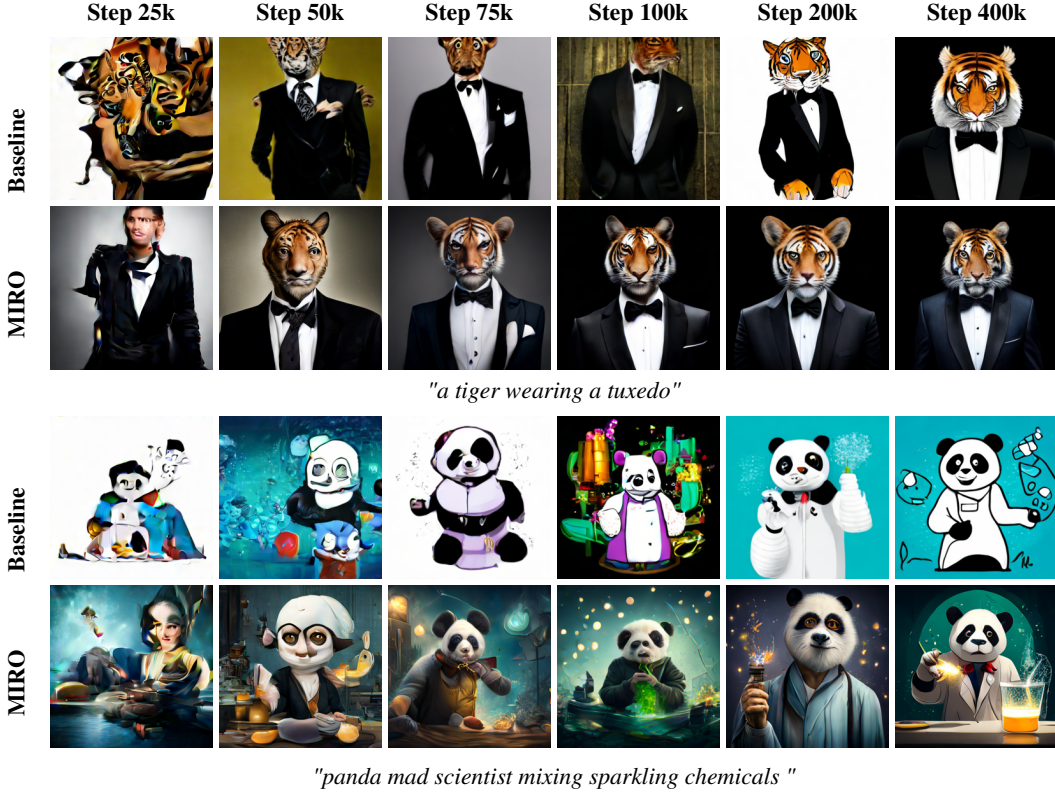 Step 25k Step 50k Step 75k Step 100k Step 200k Step 400k
Baseline
MIRO
"a tiger wearing a tuxedo"
Baseline
MIRO
"panda mad scientist mixing sparkling chemicals "